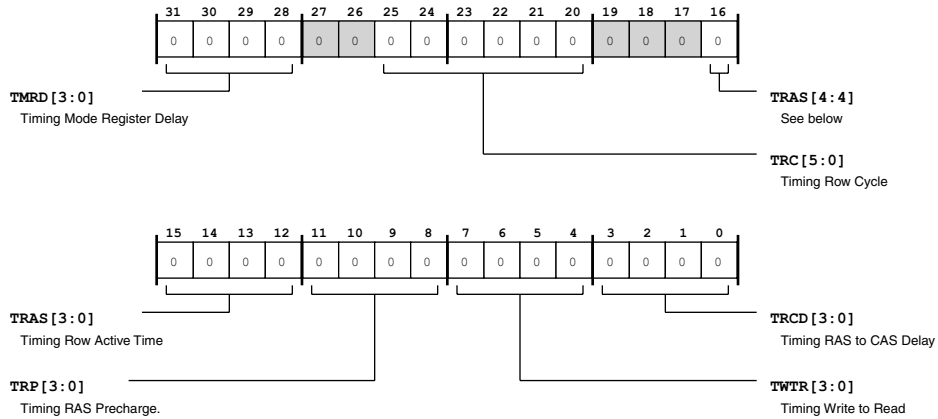 31 30 29 28 27 26 25 24 23 22 21 20 19 18 17 16
0 0 0 0 0 0 0 0 0 0 0 0 0 0 0 0
TMRD[3:0]
Timing Mode Register Delay
TRAS[4:4]
See below
TRC[5:0]
Timing Row Cycle
15 14 13 12 11 10 9 8 7 6 5 4 3 2 1 0
0 0 0 0 0 0 0 0 0 0 0 0 0 0 0 0
TRAS[3:0]
Timing Row Active Time
TRCD[3:0]
Timing RAS to CAS Delay
TRP[3:0]
Timing RAS Precharge.
TWTR[3:0]
Timing Write to Read